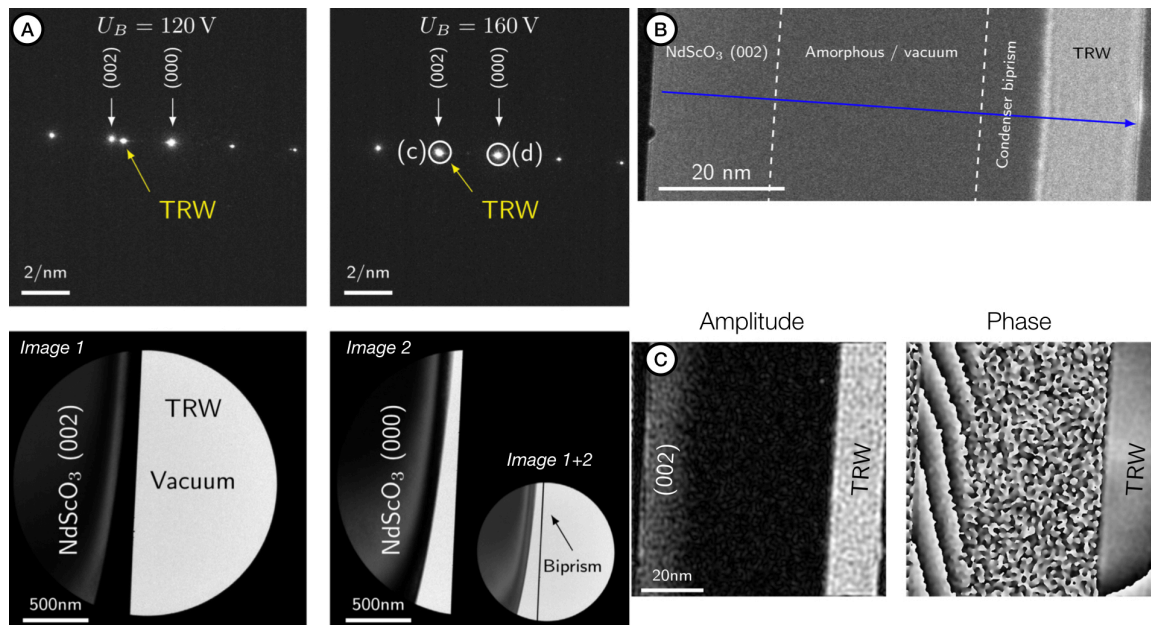 A
U_B = 120 V
(002)
(000)
TRW
2/nm
U_B = 160 V
(002)
(000)
(c)
(d)
TRW
2/nm
B
NdScO₃ (002)
Amorphous / vacuum
Condenser biprism
TRW
20 nm
Image 1
NdScO₃ (002)
TRW
Vacuum
500nm
Image 2
NdScO₃ (000)
Image 1+2
Biprism
500nm
Amplitude
Phase
C
(002)
TRW
20nm
TRW